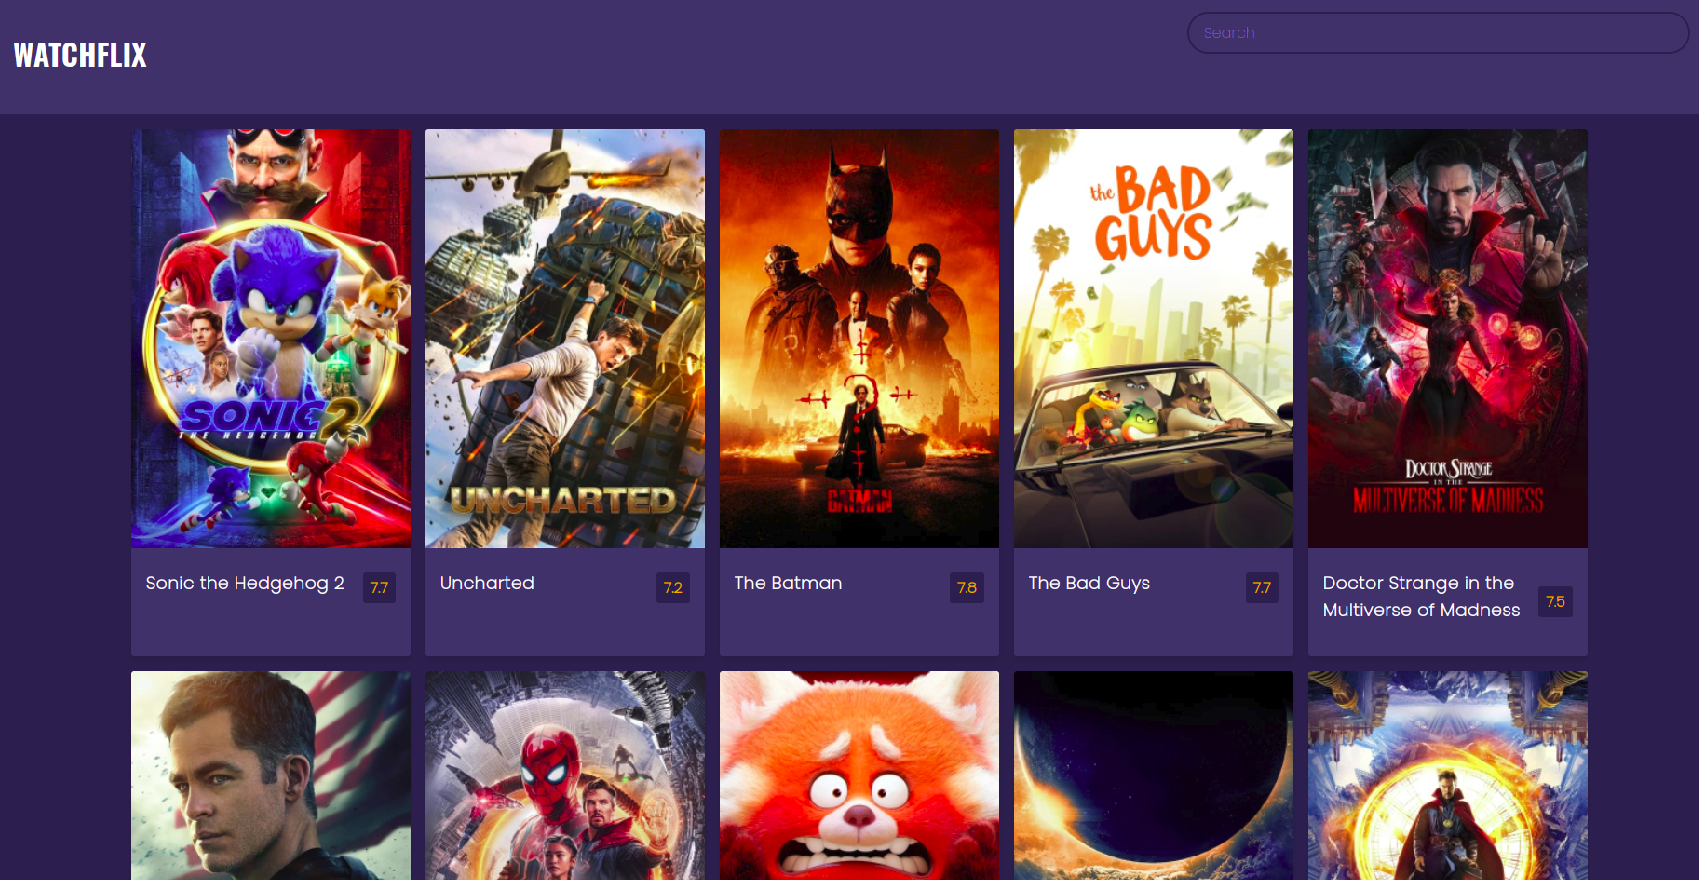 WATCHFLIX
Search
SONIC 2
THE HEDGEHOG
UNCHARTED
BATMAN
the BAD
GUYS
DOCTOR STRANGE
IN THE
MULTIVERSE OF MADNESS
Sonic the Hedgehog 2
7.7
Uncharted
7.2
The Batman
7.8
The Bad Guys
7.7
Doctor Strange in the
Multiverse of Madness
7.5